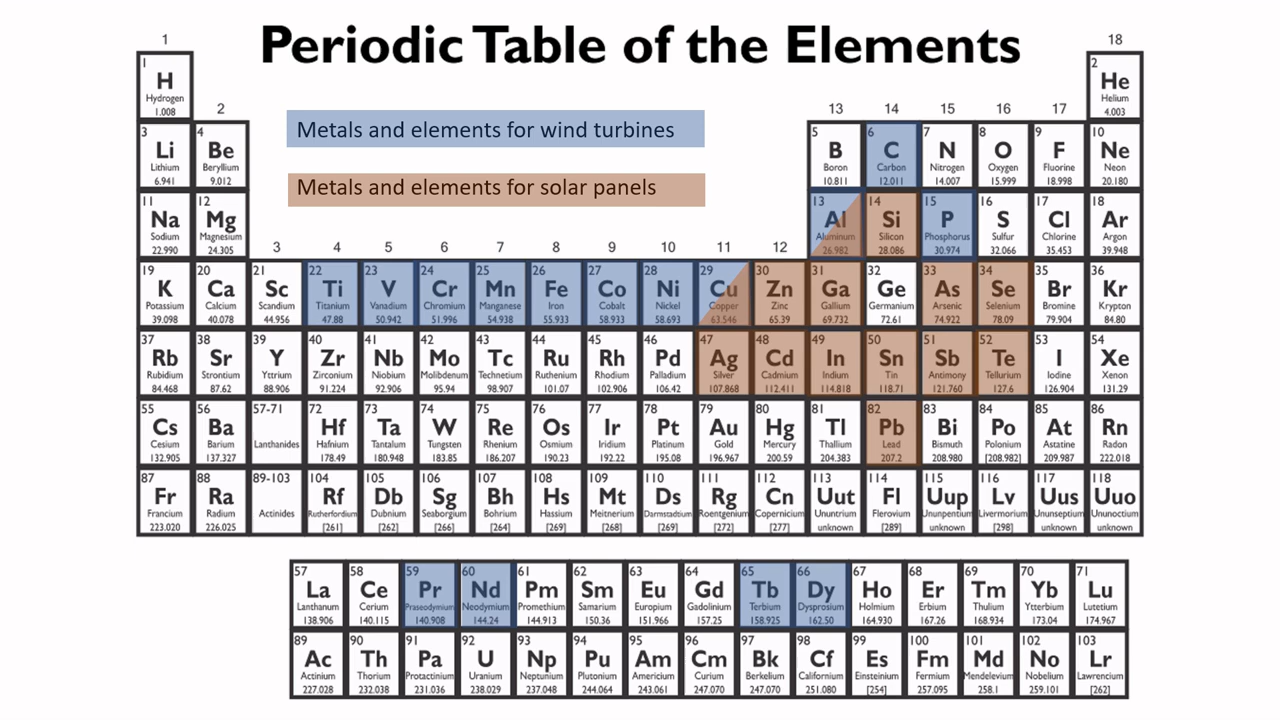 Periodic Table of the Elements
1
18
1
H
Hydrogen
1.008
2
He
Helium
4.003
Metals and elements for wind turbines
Metals and elements for solar panels
2
13
14
15
16
17
3
Li
Lithium
6.941
4
Be
Beryllium
9.012
5
B
Boron
10.811
6
C
Carbon
12.011
7
N
Nitrogen
14.007
8
O
Oxygen
15.999
9
F
Fluorine
18.998
10
Ne
Neon
20.180
11
Na
Sodium
22.990
12
Mg
Magnesium
24.305
13
Al
Aluminum
26.982
14
Si
Silicon
28.086
15
P
Phosphorus
30.974
16
S
Sulfur
32.066
17
Cl
Chlorine
35.453
18
Ar
Argon
39.948
3
4
5
6
7
8
9
10
11
12
19
K
Potassium
39.098
20
Ca
Calcium
40.078
21
Sc
Scandium
44.956
22
Ti
Titanium
47.88
23
V
Vanadium
50.942
24
Cr
Chromium
51.996
25
Mn
Manganese
54.938
26
Fe
Iron
55.933
27
Co
Cobalt
58.933
28
Ni
Nickel
58.693
29
Cu
Copper
63.546
30
Zn
Zinc
65.39
31
Ga
Gallium
69.732
32
Ge
Germanium
72.61
33
As
Arsenic
74.922
34
Se
Selenium
78.09
35
Br
Bromine
79.904
36
Kr
Krypton
84.80
37
Rb
Rubidium
84.468
38
Sr
Strontium
87.62
39
Y
Yttrium
88.906
40
Zr
Zirconium
91.224
41
Nb
Niobium
92.906
42
Mo
Molibdenum
95.94
43
Tc
Technetium
98.907
44
Ru
Ruthenium
101.07
45
Rh
Rhodium
102.906
46
Pd
Palladium
106.42
47
Ag
Silver
107.868
48
Cd
Cadmium
112.411
49
In
Indium
114.818
50
Sn
Tin
118.71
51
Sb
Antimony
121.760
52
Te
Tellurium
127.6
53
I
Iodine
126.904
54
Xe
Xenon
131.29
55
Cs
Cesium
132.905
56
Ba
Barium
137.327
57-71
Lanthanides
72
Hf
Hafnium
178.49
73
Ta
Tantalum
180.948
74
W
Tungsten
183.85
75
Re
Rhenium
186.207
76
Os
Osmium
190.23
77
Ir
Iridium
192.22
78
Pt
Platinum
195.08
79
Au
Gold
196.967
80
Hg
Mercury
200.59
81
Tl
Thallium
204.383
82
Pb
Lead
207.2
83
Bi
Bismuth
208.980
84
Po
Polonium
[208.982]
85
At
Astatine
209.987
86
Rn
Radon
222.018
87
Fr
Francium
223.020
88
Ra
Radium
226.025
89-103
Actinides
104
Rf
Rutherfordium
[261]
105
Db
Dubnium
[262]
106
Sg
Seaborgium
[266]
107
Bh
Bohrium
[264]
108
Hs
Hassium
[269]
109
Mt
Meitnerium
[268]
110
Ds
Darmstadtium
[269]
111
Rg
Roentgenium
[272]
112
Cn
Copernicium
[277]
113
Uut
Ununtrium
unknown
114
Fl
Flerovium
[289]
115
Uup
Ununpentium
unknown
116
Lv
Livermorium
[298]
117
Uus
Ununseptium
unknown
118
Uuo
Ununoctium
unknown
57
La
Lanthanum
138.906
58
Ce
Cerium
140.115
59
Pr
Praseodymium
140.908
60
Nd
Neodymium
144.24
61
Pm
Promethium
144.913
62
Sm
Samarium
150.36
63
Eu
Europium
151.966
64
Gd
Gadolinium
157.25
65
Tb
Terbium
158.925
66
Dy
Dysprosium
162.50
67
Ho
Holmium
164.930
68
Er
Erbium
167.26
69
Tm
Thulium
168.934
70
Yb
Ytterbium
173.04
71
Lu
Lutetium
174.967
89
Ac
Actinium
227.028
90
Th
Thorium
232.038
91
Pa
Protactinium
231.036
92
U
Uranium
238.029
93
Np
Neptunium
237.048
94
Pu
Plutonium
244.064
95
Am
Americium
243.061
96
Cm
Curium
247.070
97
Bk
Berkelium
247.070
98
Cf
Californium
251.080
99
Es
Einsteinium
[254]
100
Fm
Fermium
257.095
101
Md
Mendelevium
258.1
102
No
Nobelium
259.101
103
Lr
Lawrencium
[262]